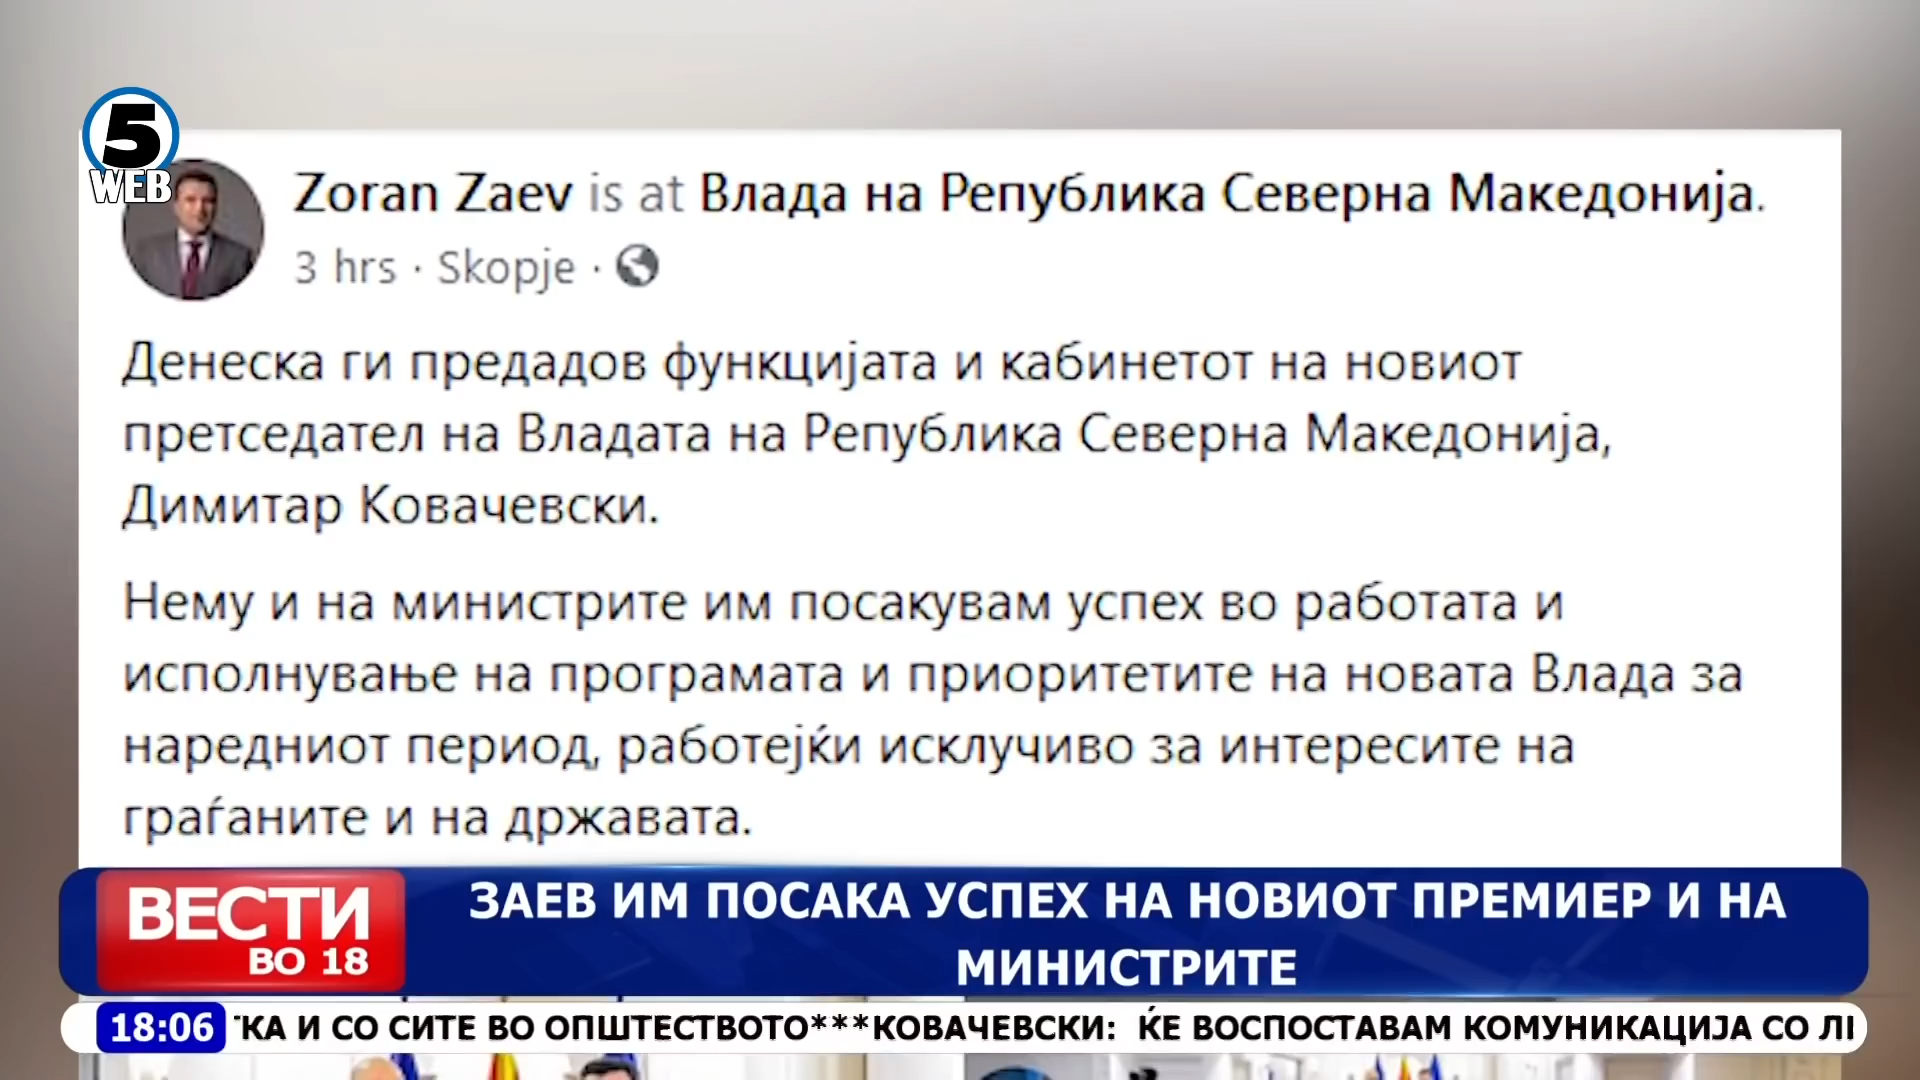 5
WEB
Zoran Zaev is at Влада на Република Северна Македонија.
3 hrs · Skopje ·
Денеска ги предадов функцијата и кабинетот на новиот
претседател на Владата на Република Северна Македонија,
Димитар Ковачевски.
Нему и на министрите им посакувам успех во работата и
исполнување на програмата и приоритетите на новата Влада за
наредниот период, работејќи исклучиво за интересите на
граѓаните и на државата.
ВЕСТИ
ВО 18
ЗАЕВ ИМ ПОСАКА УСПЕХ НА НОВИОТ ПРЕМИЕР И НА
МИНИСТРИТЕ
18:06 ТКА И СО СИТЕ ВО ОПШТЕСТВОТО***КОВАЧЕВСКИ: ЌЕ ВОСПОСТАВАМ КОМУНИКАЦИЈА СО